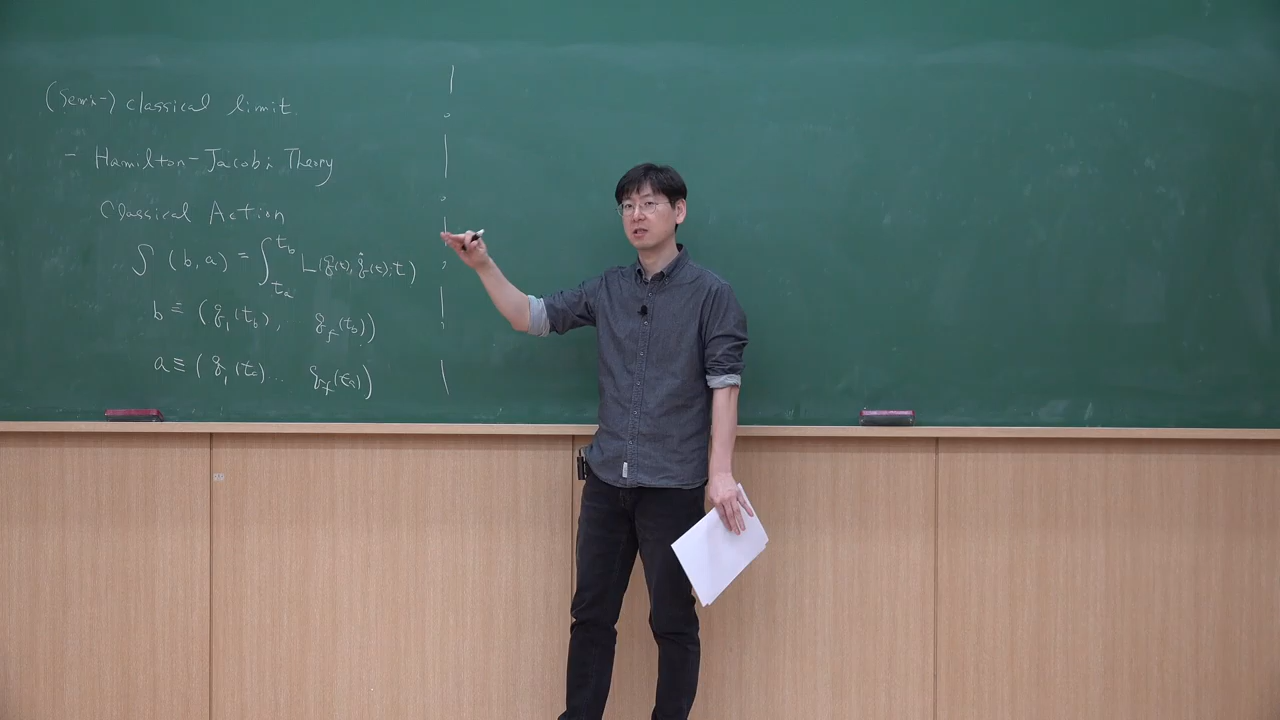 (Semi-) classical limit.
- Hamilton-Jacobi Theory
Classical Action
S (b, a) = ∫_{t_a}^{t_b} L(q(t), q̇(t); t)
b ≡ (q_1(t_b), q_f(t_b))
a ≡ (q_1(t_a) ... q_f(t_a))